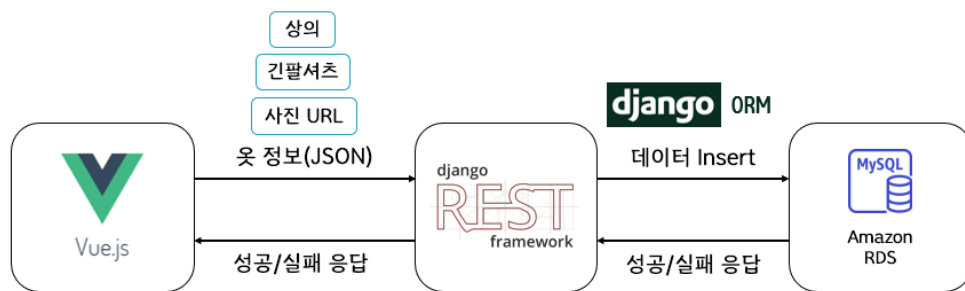 상의
긴팔셔츠
사진 URL
옷 정보(JSON)
django ORM
데이터 Insert
Vue.js
django
REST
framework
MySQL
Amazon
RDS
성공/실패 응답
성공/실패 응답